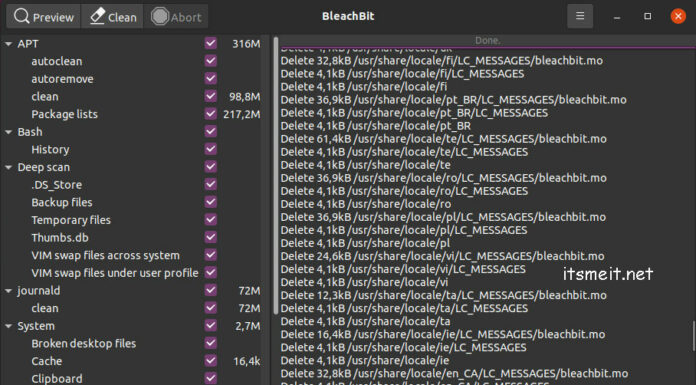 Preview Clean Abort BleachBit
Done.
APT 316M
autoclean
autoremove
clean 98,8M
Package lists 217,2M
Bash
History
Deep scan
.DS_Store
Backup files
Temporary files
Thumbs.db
VIM swap files across system
VIM swap files under user profile
journald 72M
clean 72M
System 2,7M
Broken desktop files
Cache 16,4k
Clipboard
Delete 32,8kB /usr/share/locale/fi/LC_MESSAGES/bleachbit.mo
Delete 4,1kB /usr/share/locale/fi/LC_MESSAGES
Delete 4,1kB /usr/share/locale/fi
Delete 36,9kB /usr/share/locale/pt_BR/LC_MESSAGES/bleachbit.mo
Delete 4,1kB /usr/share/locale/pt_BR/LC_MESSAGES
Delete 4,1kB /usr/share/locale/pt_BR
Delete 61,4kB /usr/share/locale/te/LC_MESSAGES/bleachbit.mo
Delete 4,1kB /usr/share/locale/te/LC_MESSAGES
Delete 4,1kB /usr/share/locale/te
Delete 36,9kB /usr/share/locale/ro/LC_MESSAGES/bleachbit.mo
Delete 4,1kB /usr/share/locale/ro/LC_MESSAGES
Delete 4,1kB /usr/share/locale/ro
Delete 36,9kB /usr/share/locale/pl/LC_MESSAGES/bleachbit.mo
Delete 4,1kB /usr/share/locale/pl/LC_MESSAGES
Delete 4,1kB /usr/share/locale/pl
Delete 24,6kB /usr/share/locale/vi/LC_MESSAGES/bleachbit.mo
Delete 4,1kB /usr/share/locale/vi/LC_MESSAGES
Delete 4,1kB /usr/share/locale/vi
Delete 12,3kB /usr/share/locale/ta/LC_MESSAGES/bleachbit.mo
Delete 4,1kB /usr/share/locale/ta/LC_MESSAGES
Delete 4,1kB /usr/share/locale/ta
Delete 16,4kB /usr/share/locale/ie/LC_MESSAGES/bleachbit.mo
Delete 4,1kB /usr/share/locale/ie/LC_MESSAGES
Delete 4,1kB /usr/share/locale/ie
Delete 32,8kB /usr/share/locale/en_CA/LC_MESSAGES/bleachbit.mo
itsmeit.net